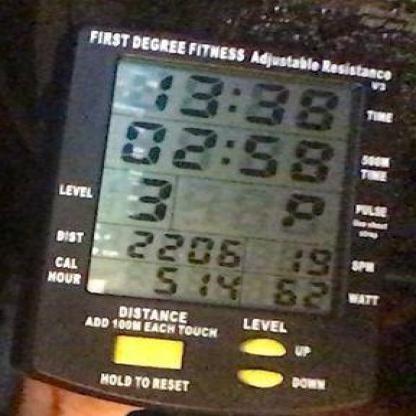 FIRST DEGREE FITNESS Adjustable Resistance
V3
13:38 TIME
02:58 500M TIME
LEVEL 3 P PULSE
DIST 2206 19 SPM
CAL HOUR 514 62 WATT
DISTANCE
ADD 100M EACH TOUCH
LEVEL
UP
HOLD TO RESET
DOWN